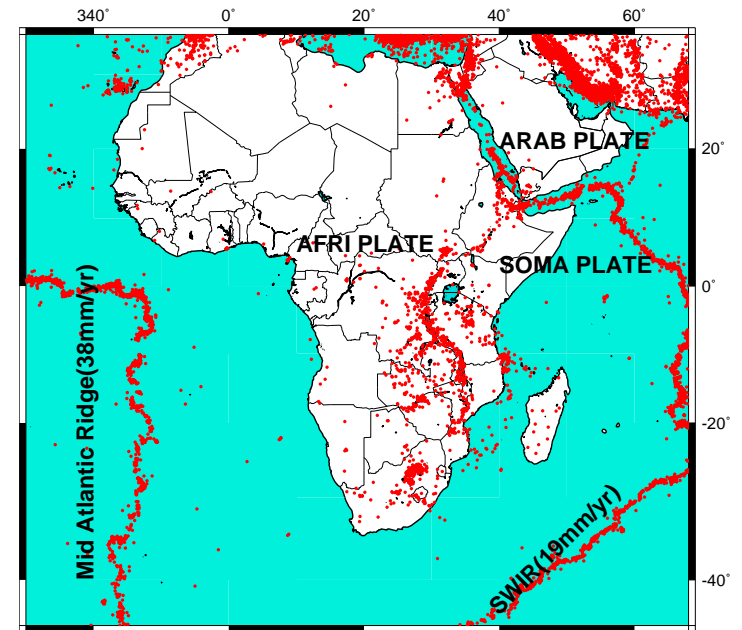 340 0° 20° 40° 60°
ARAB PLATE
20°
AFRI PLATE
SOMA PLATE
0°
Mid Atlantic Ridge(38mm/yr)
-20°
SWIR(19mm/yr)
-40°